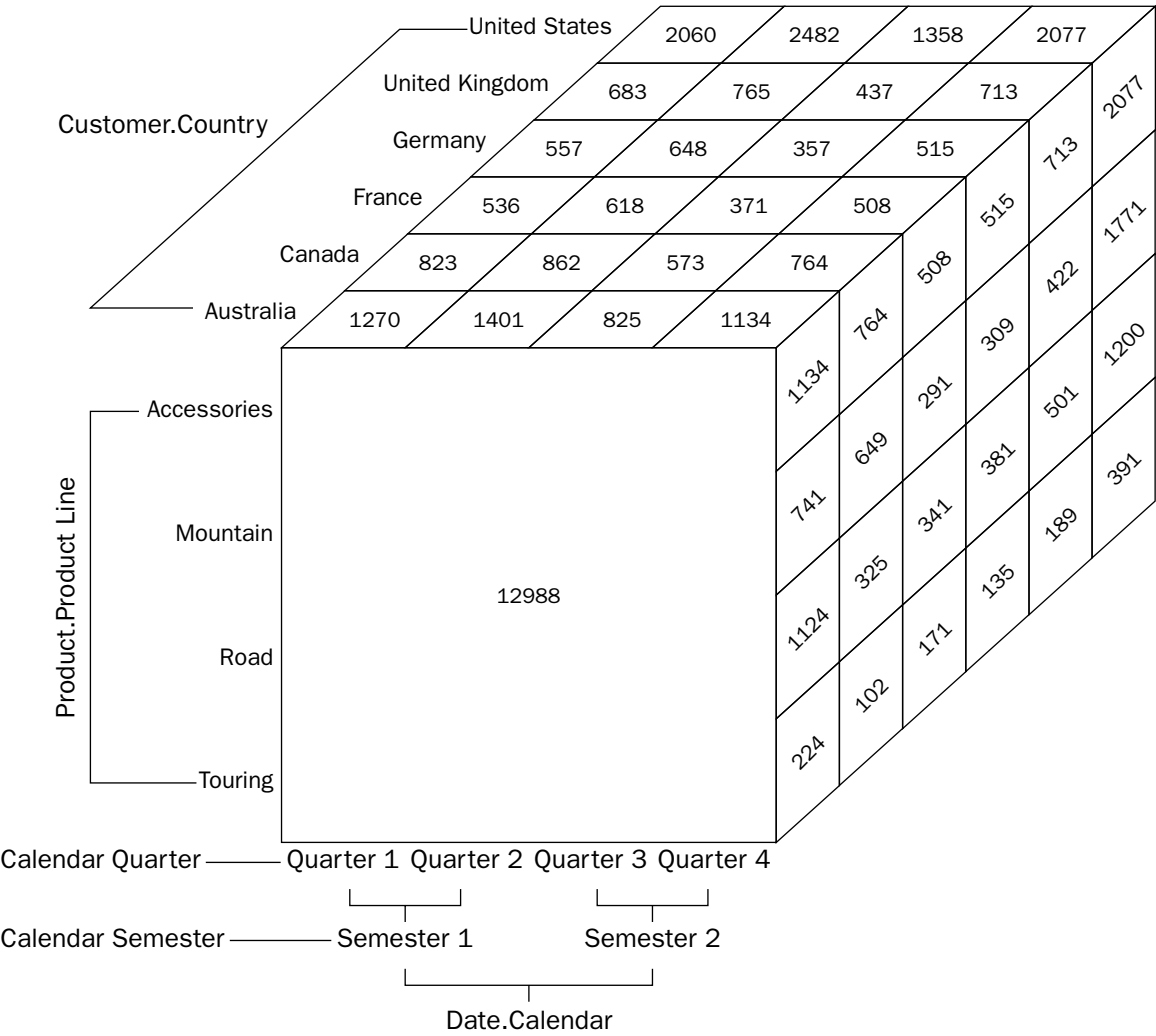 United States 2060 2482 1358 2077
United Kingdom 683 765 437 713
Germany 557 648 357 515
France 536 618 371 508
Canada 823 862 573 764
Australia 1270 1401 825 1134
Customer.Country
Accessories
Mountain
Road
Touring
Product.Product Line
12988
1134 764 508 515 713 2077
741 649 291 309 422 1771
1124 325 341 381 501 1200
224 102 171 135 189 391
Calendar Quarter Quarter 1 Quarter 2 Quarter 3 Quarter 4
Calendar Semester Semester 1 Semester 2
Date.Calendar